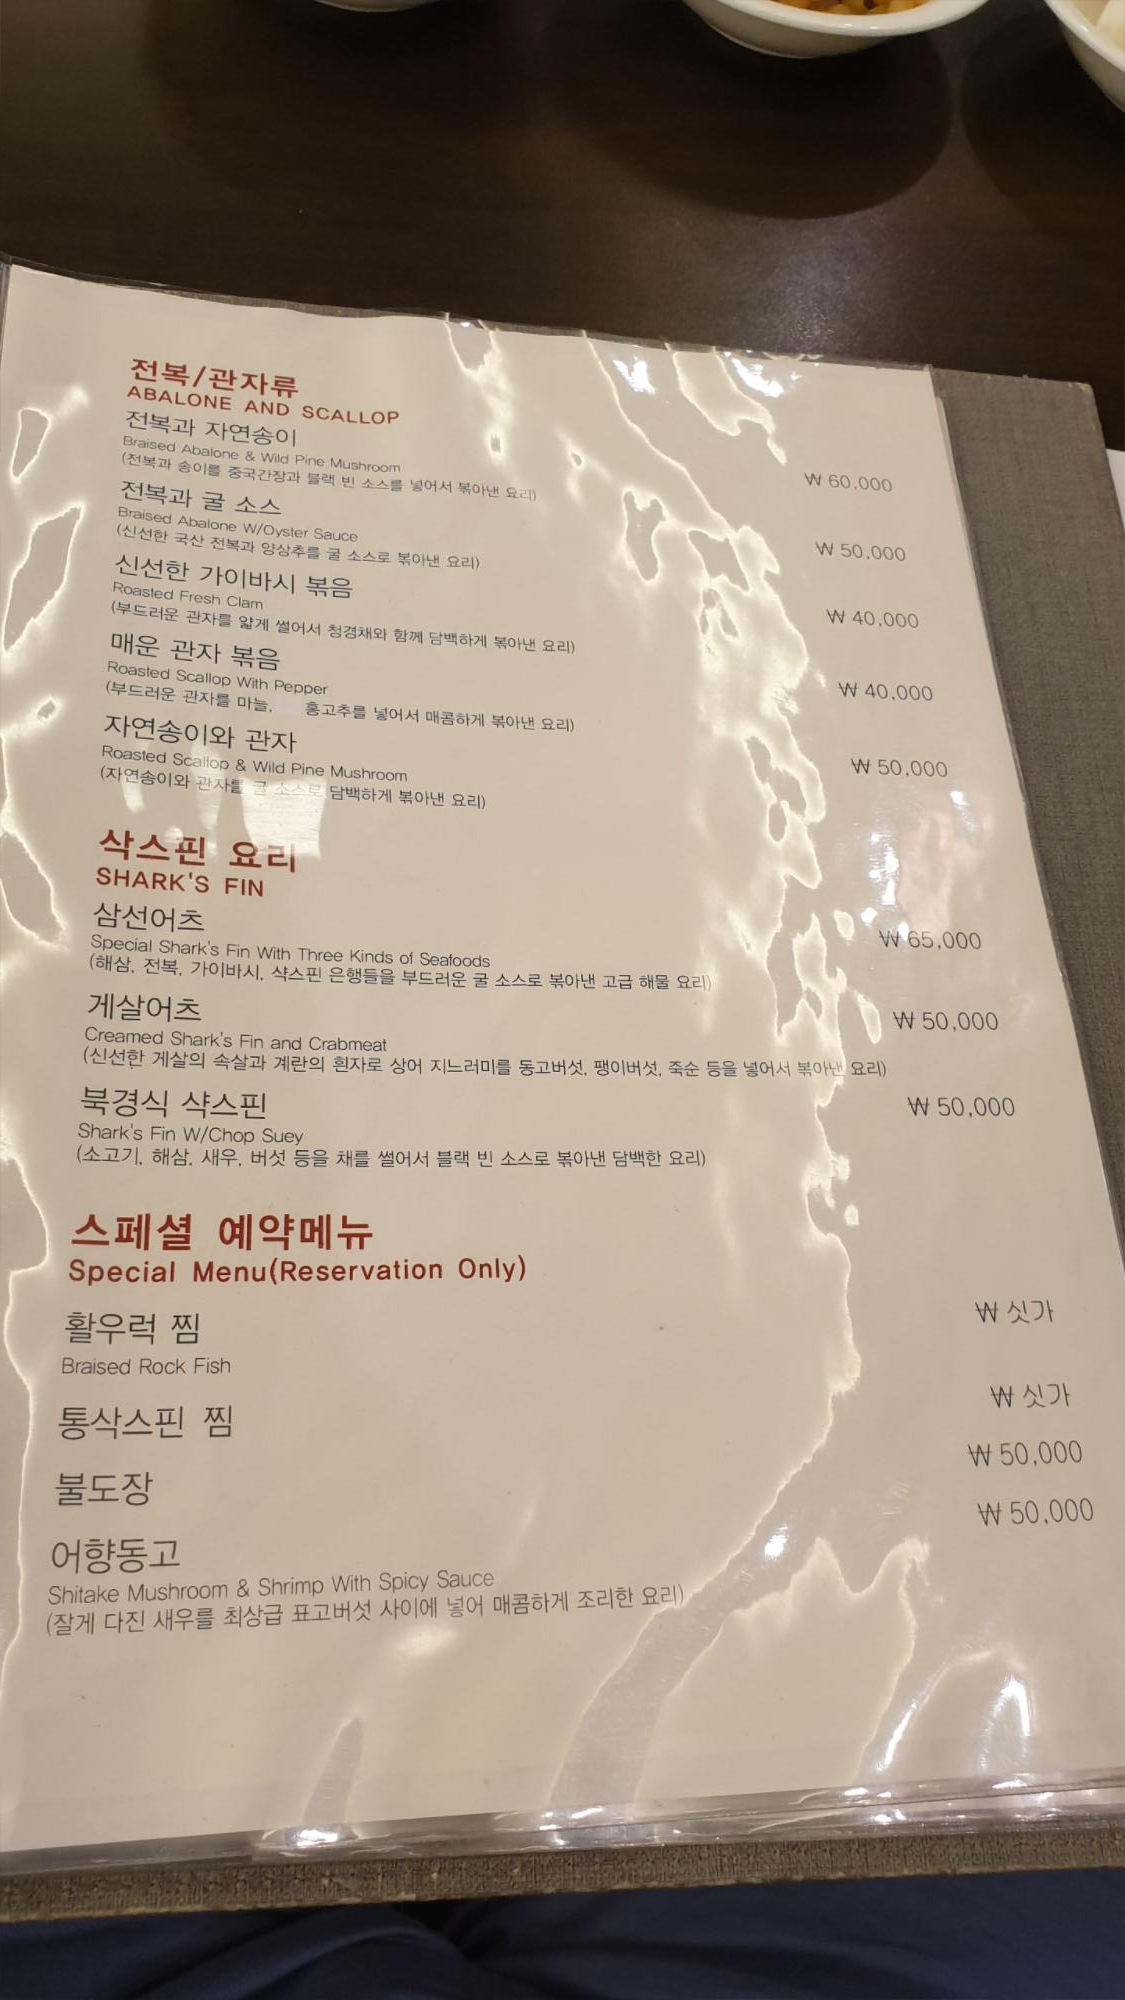 전복/관자류
ABALONE AND SCALLOP
전복과 자연송이
Braised Abalone & Wild Pine Mushroom
(전복과 송이를 중국간장과 블랙 빈 소스를 넣어서 볶아낸 요리)
₩ 60,000
전복과 굴 소스
Braised Abalone W/Oyster Sauce
(신선한 국산 전복과 양상추를 굴 소스로 볶아낸 요리)
₩ 50,000
신선한 가이바시 볶음
Roasted Fresh Clam
(부드러운 관자를 얇게 썰어서 청경채와 함께 담백하게 볶아낸 요리)
₩ 40,000
매운 관자 볶음
Roasted Scallop With Pepper
(부드러운 관자를 마늘, 홍고추를 넣어서 매콤하게 볶아낸 요리)
₩ 40,000
자연송이와 관자
Roasted Scallop & Wild Pine Mushroom
(자연송이와 관자를 굴 소스로 담백하게 볶아낸 요리)
₩ 50,000
삭스핀 요리
SHARK'S FIN
삼선어츠
Special Shark's Fin With Three Kinds of Seafoods
(해삼, 전복, 가이바시, 샥스핀 은행들을 부드러운 굴 소스로 볶아낸 고급 해물 요리)
₩ 65,000
게살어츠
Creamed Shark's Fin and Crabmeat
(신선한 게살의 속살과 계란의 흰자로 상어 지느러미를 동고버섯, 팽이버섯, 죽순 등을 넣어서 볶아낸 요리)
₩ 50,000
북경식 샥스핀
Shark's Fin W/Chop Suey
(소고기, 해삼, 새우, 버섯 등을 채를 썰어서 블랙 빈 소스로 볶아낸 담백한 요리)
₩ 50,000
스페셜 예약메뉴
Special Menu(Reservation Only)
활우럭 찜
Braised Rock Fish
₩ 싯가
통삭스핀 찜
₩ 싯가
불도장
₩ 50,000
어향동고
Shitake Mushroom & Shrimp With Spicy Sauce
(잘게 다진 새우를 최상급 표고버섯 사이에 넣어 매콤하게 조리한 요리)
₩ 50,000